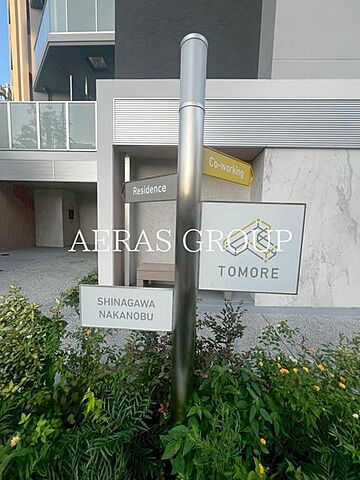 Co-working
Residence
AERAS GROUP
TOMORE
SHINAGAWA
NAKANOBU